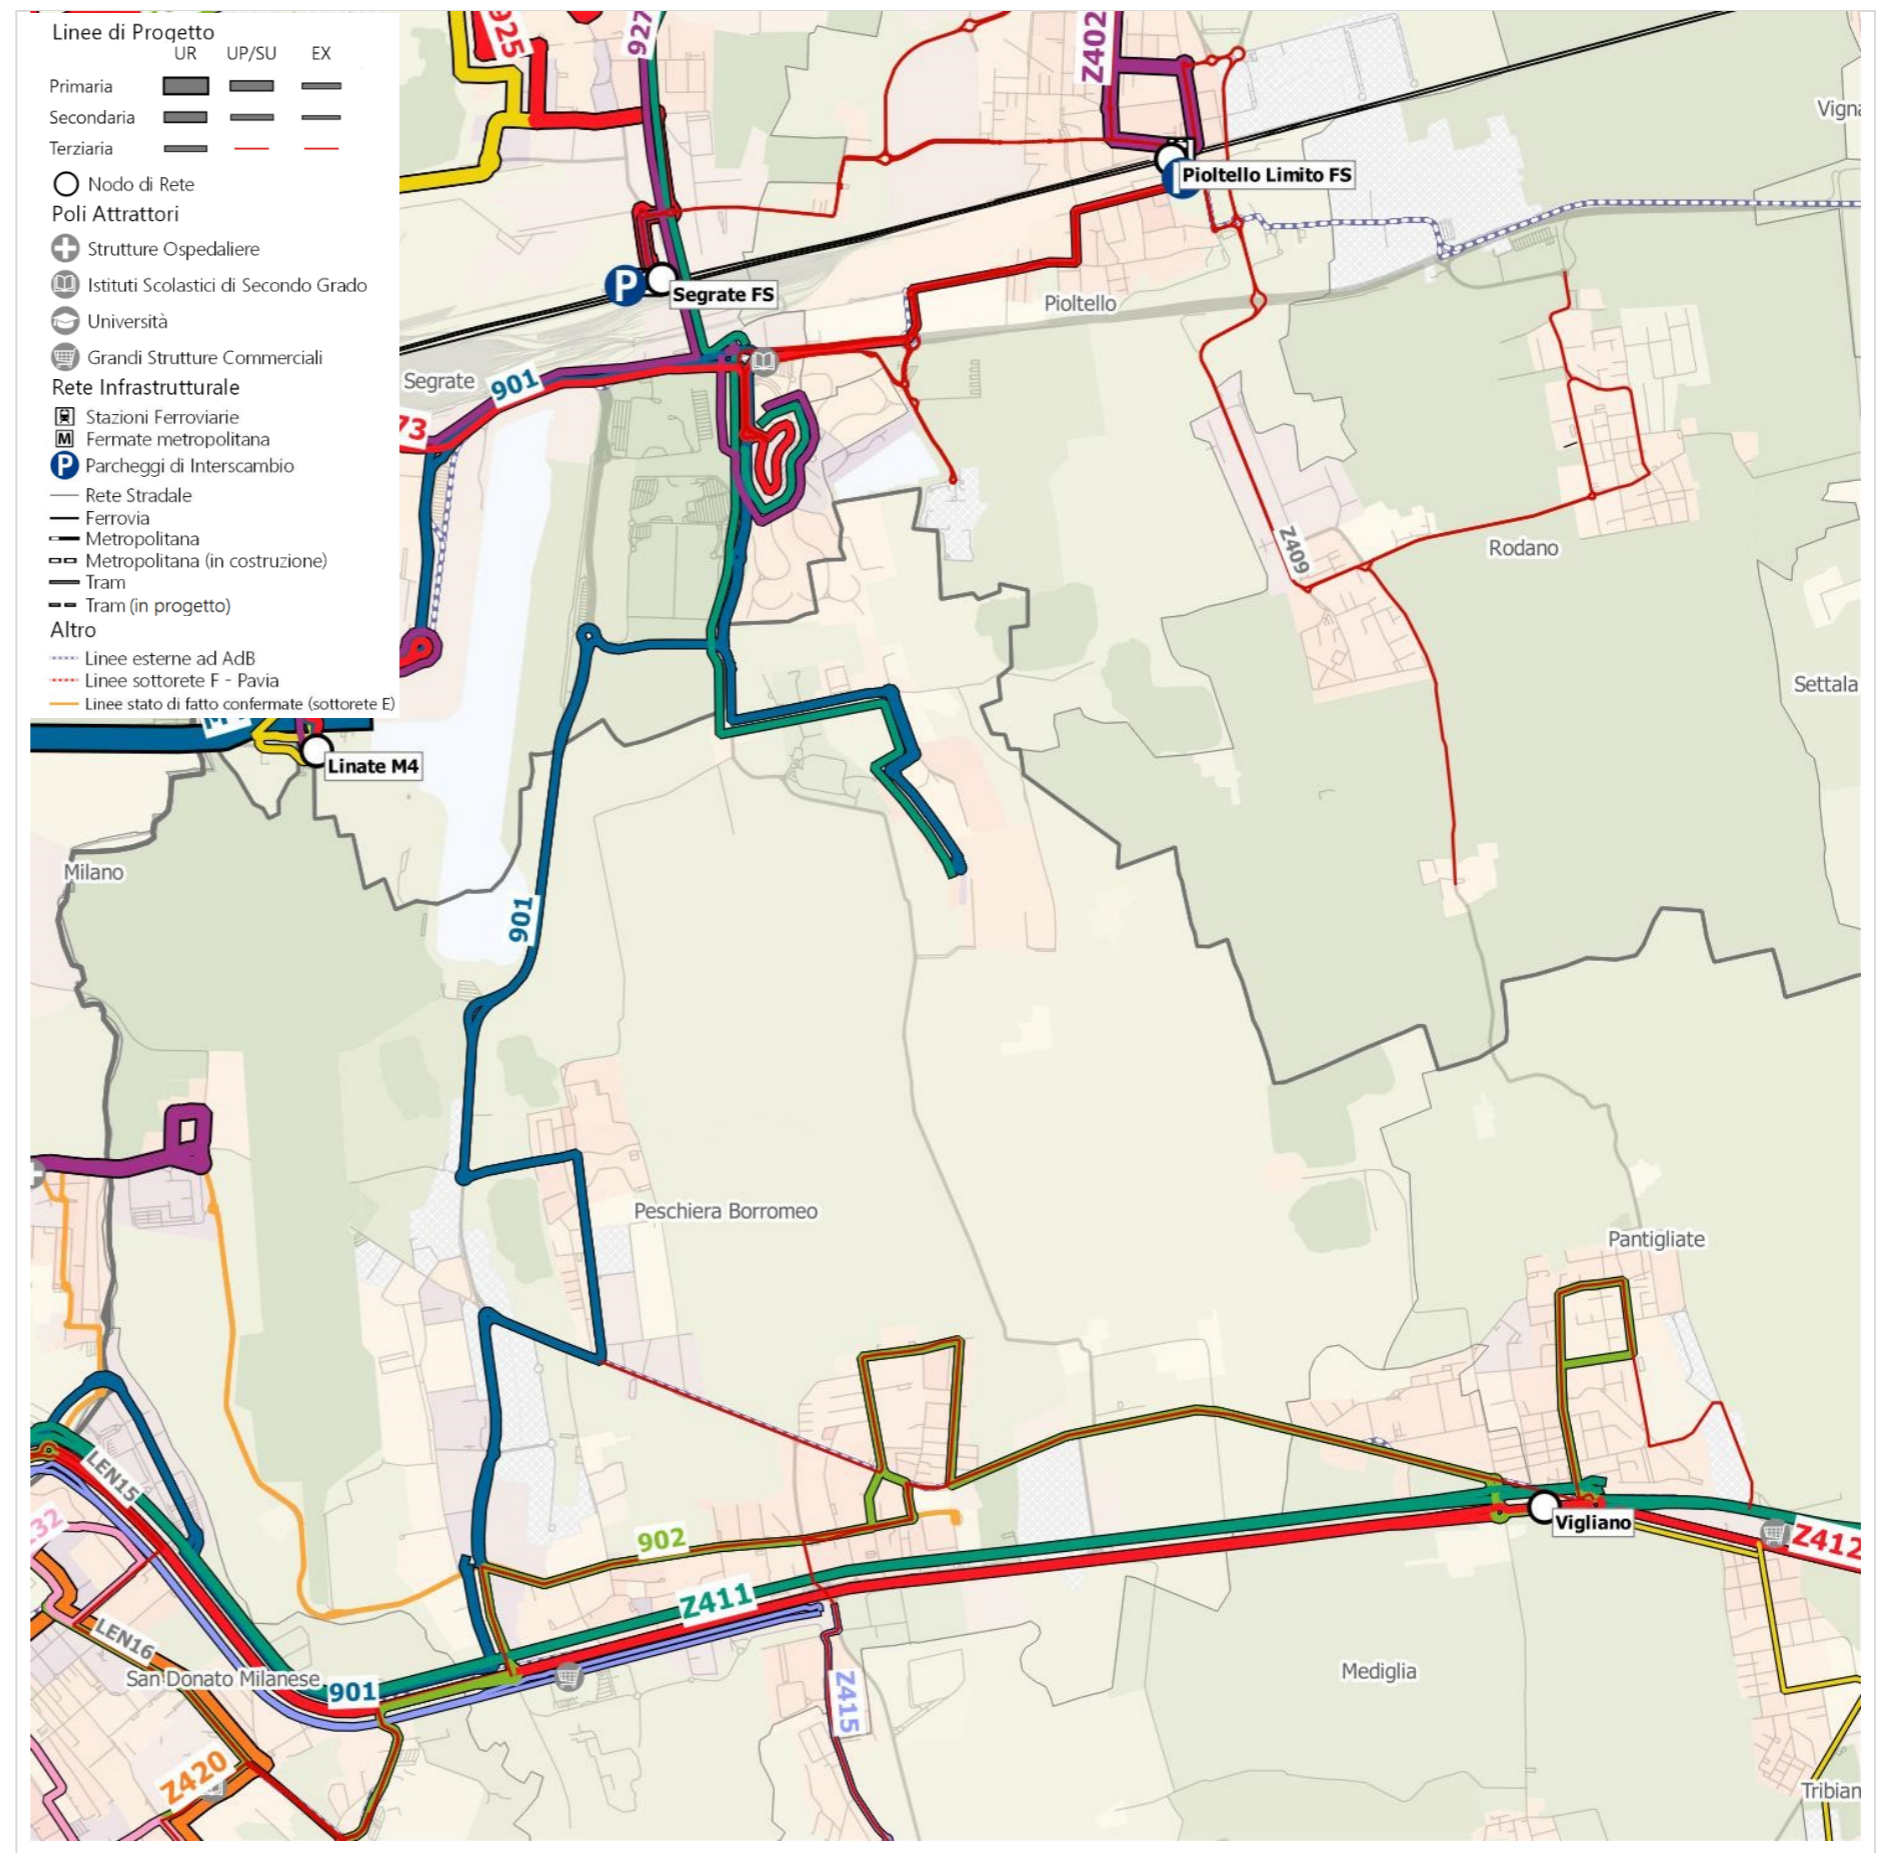 Linee di Progetto
UR UP/SU EX
Primaria
Secondaria
Terziaria
Nodo di Rete
Poli Attrattori
Strutture Ospedaliere
Istituti Scolastici di Secondo Grado
Università
Grandi Strutture Commerciali
Rete Infrastrutturale
Stazioni Ferroviarie
M Fermate metropolitana
P Parcheggi di Interscambio
Rete Stradale
Ferrovia
Metropolitana
Metropolitana (in costruzione)
Tram
Tram (in progetto)
Altro
Linee esterne ad AdB
Linee sottorete F - Pavia
Linee stato di fatto confermate (sottorete E)
925
927
Z402
Vigna
Pioltello Limito FS
P
Segrate FS
Pioltello
Segrate
901
73
Z409
Rodano
Settala
Linate M4
Milano
901
Peschiera Borromeo
Pantigliate
LEN15
32
902
Vigliano
Z412
Z411
LEN16
San Donato Milanese
901
Z415
Mediglia
Z420
Tribian